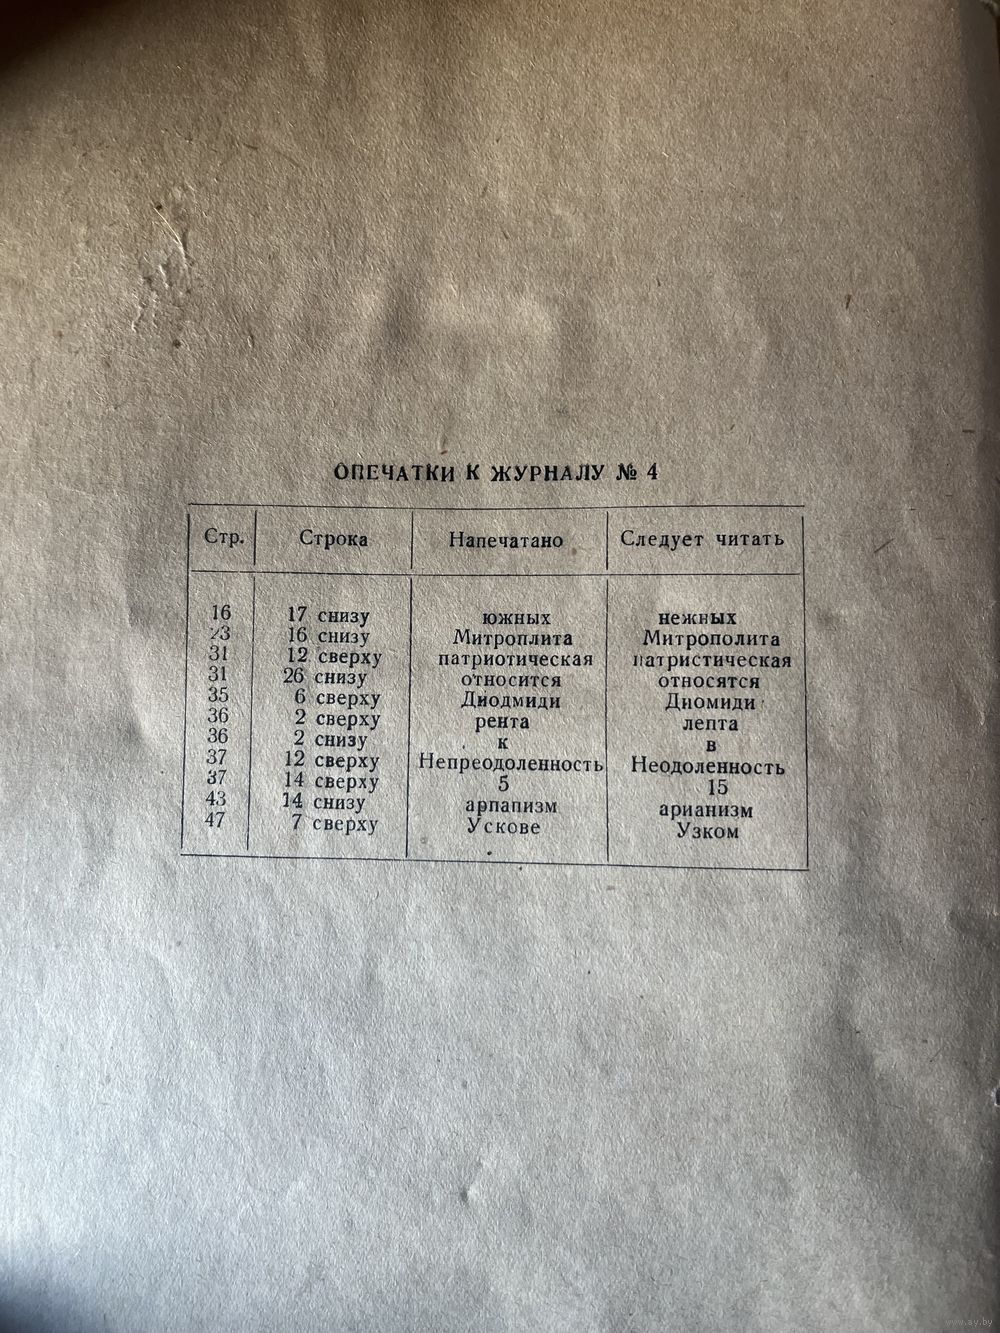 ОПЕЧАТКИ К ЖУРНАЛУ № 4
Стр. Строка Напечатано Следует читать
16 17 снизу южных нежных
23 16 снизу Митроплита Митрополита
31 12 сверху патриотическая патристическая
31 26 снизу относится относятся
35 6 сверху Диодмиди Диомиди
36 2 сверху рента лепта
36 2 снизу к в
37 12 сверху Непреодоленность Неодоленность
37 14 сверху 5 15
43 14 снизу арпапизм арианизм
47 7 сверху Ускове Узком
www.ay.by